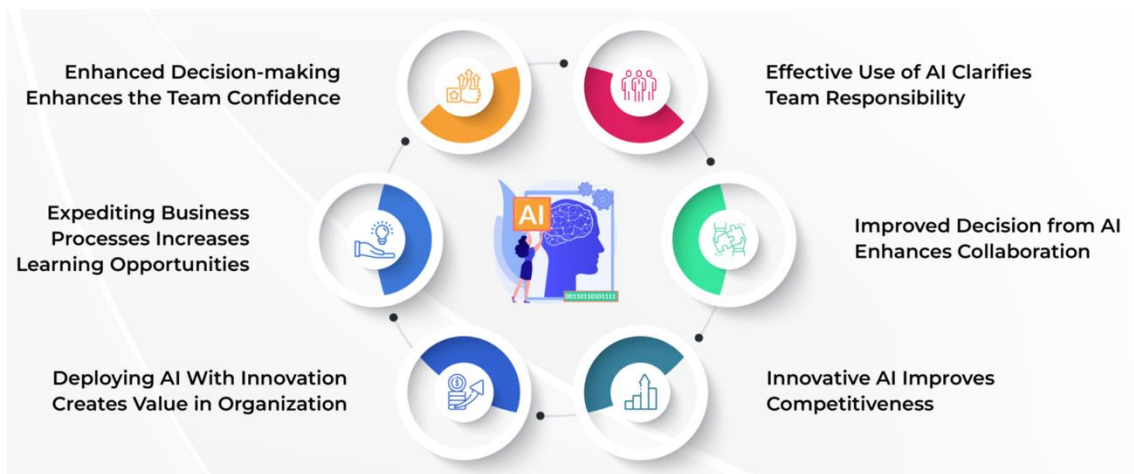 Enhanced Decision-making
Enhances the Team Confidence
Effective Use of AI Clarifies
Team Responsibility
Expediting Business
Processes Increases
Learning Opportunities
AI
00110110101111
Improved Decision from AI
Enhances Collaboration
Deploying AI With Innovation
Creates Value in Organization
Innovative AI Improves
Competitiveness